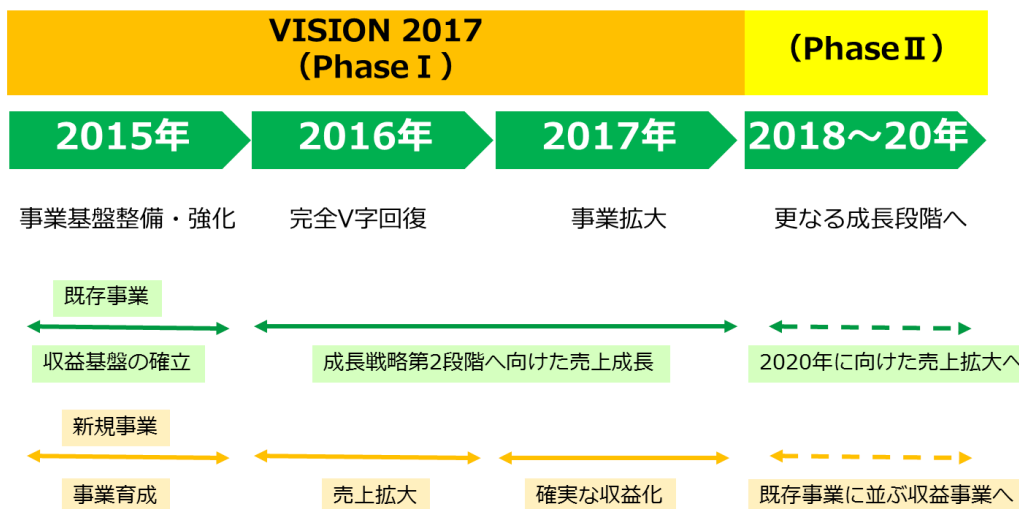 VISION 2017
（PhaseⅠ）
（PhaseⅡ）
2015年
2016年
2017年
2018～20年
事業基盤整備・強化
完全V字回復
事業拡大
更なる成長段階へ
既存事業
収益基盤の確立
成長戦略第2段階へ向けた売上成長
2020年に向けた売上拡大へ
新規事業
事業育成
売上拡大
確実な収益化
既存事業に並ぶ収益事業へ